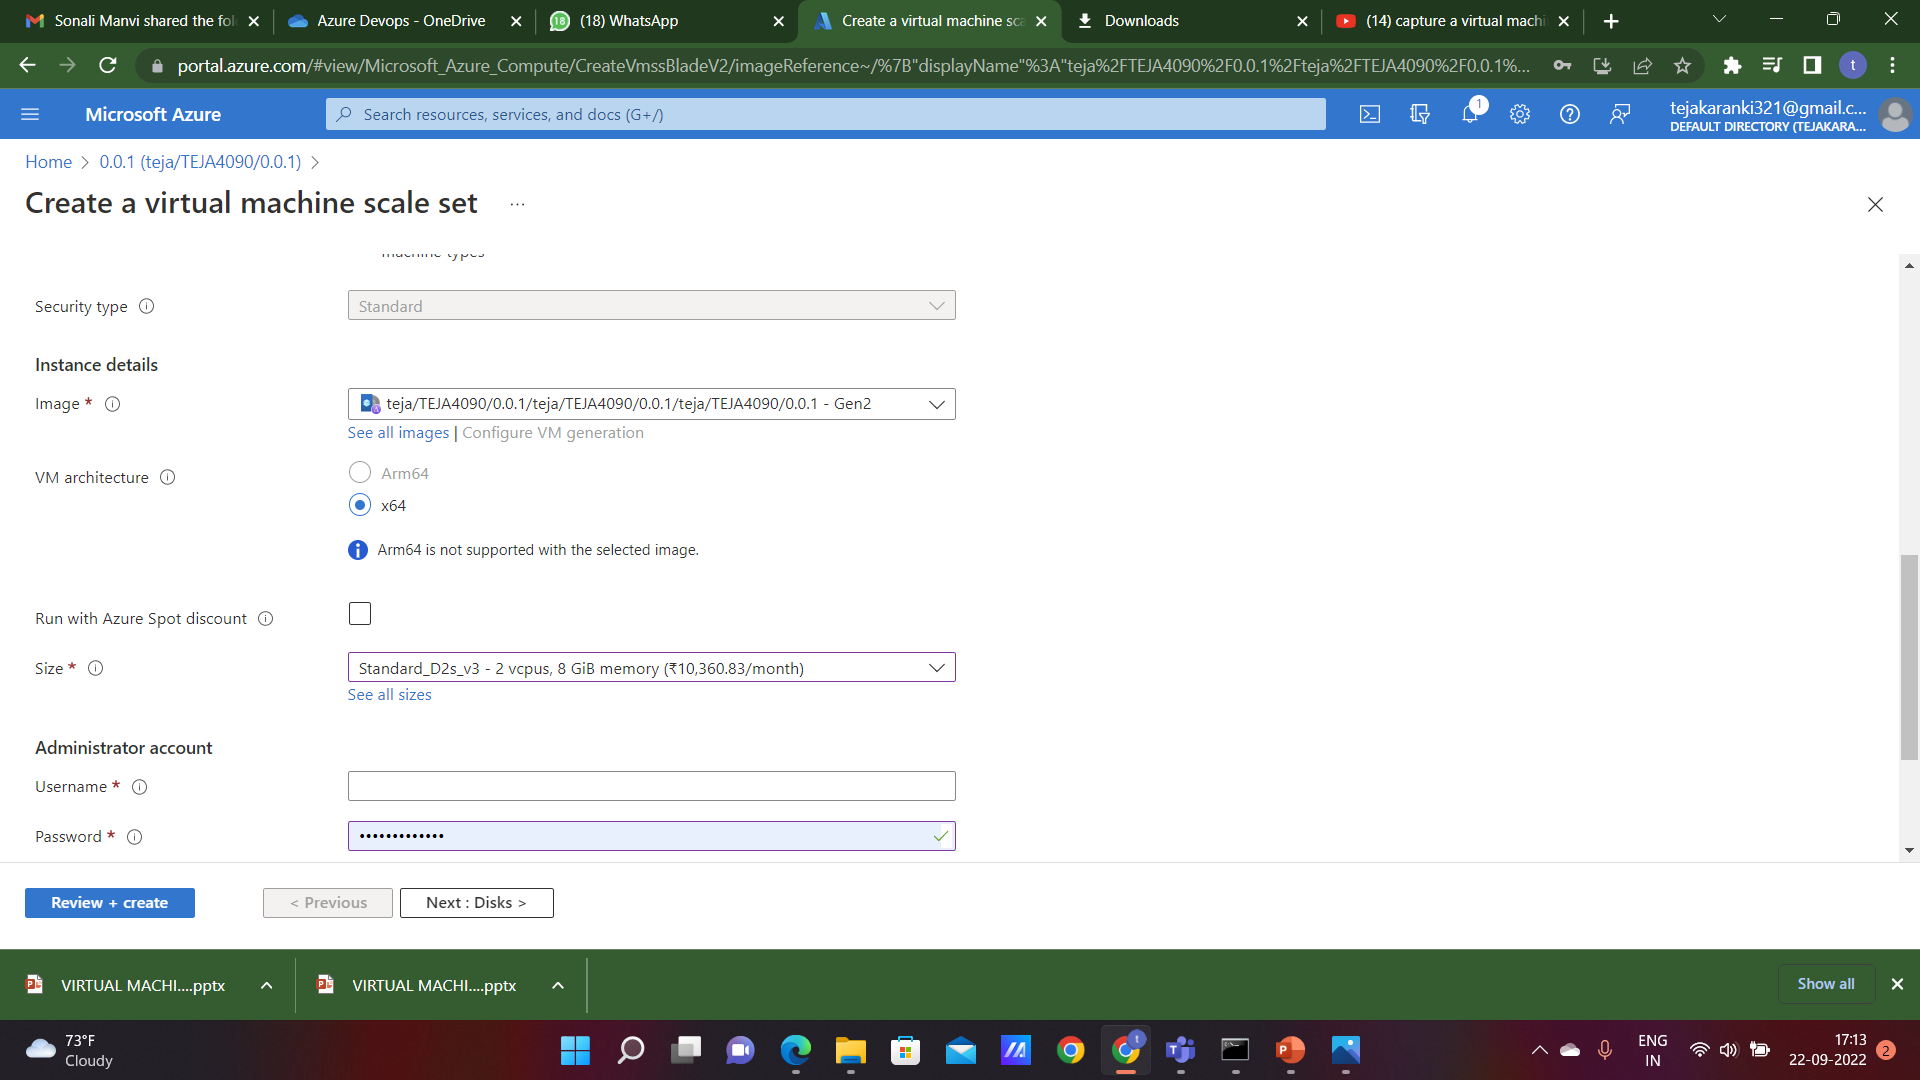 Sonali Manvi shared the fol
Azure Devops - OneDrive
18
(18) WhatsApp
Create a virtual machine sca
Downloads
(14) capture a virtual machi
portal.azure.com/#view/Microsoft_Azure_Compute/CreateVmssBladeV2/imageReference~/%7B"displayName"%3A"teja%2FTEJA4090%2F0.0.1%2Fteja%2FTEJA4090%2F0.0.1%...
t
Microsoft Azure
Search resources, services, and docs (G+/)
1
tejakaranki321@gmail.c...
DEFAULT DIRECTORY (TEJAKARA...
Home > 0.0.1 (teja/TEJA4090/0.0.1) >
Create a virtual machine scale set ...
machine types
Security type
Standard
Instance details
Image *
teja/TEJA4090/0.0.1/teja/TEJA4090/0.0.1/teja/TEJA4090/0.0.1 - Gen2
See all images | Configure VM generation
VM architecture
Arm64
x64
Arm64 is not supported with the selected image.
Run with Azure Spot discount
Size *
Standard_D2s_v3 - 2 vcpus, 8 GiB memory (₹10,360.83/month)
See all sizes
Administrator account
Username *
Password *
•••••••••••••
Review + create
< Previous
Next : Disks >
VIRTUAL MACHI....pptx
VIRTUAL MACHI....pptx
Show all
73°F
Cloudy
t
ENG
IN
17:13
22-09-2022
2